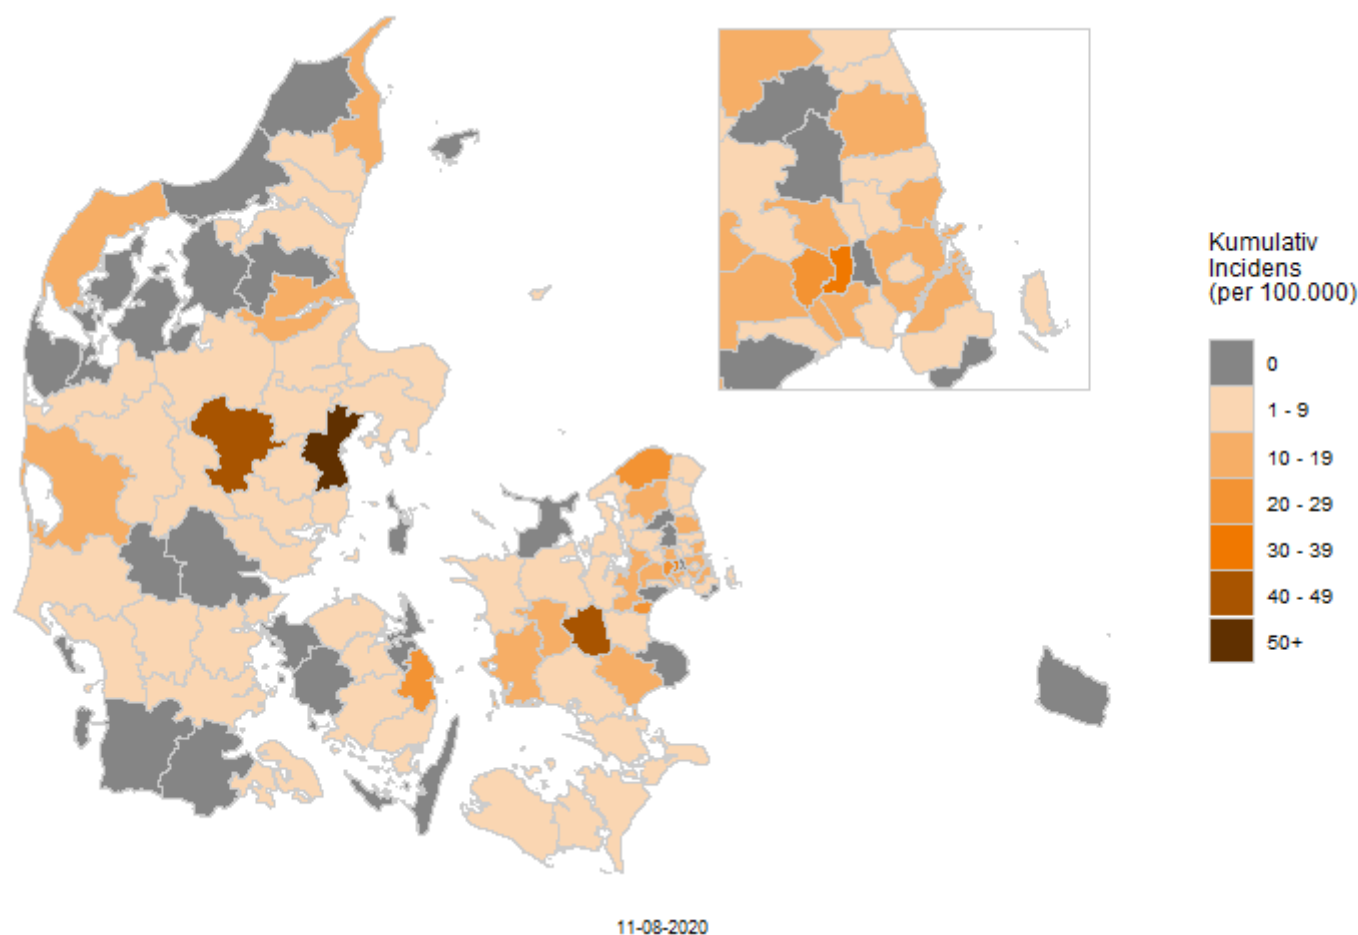 Kumulativ
Incidens
(per 100.000)
0
1 - 9
10 - 19
20 - 29
30 - 39
40 - 49
50+
11-08-2020